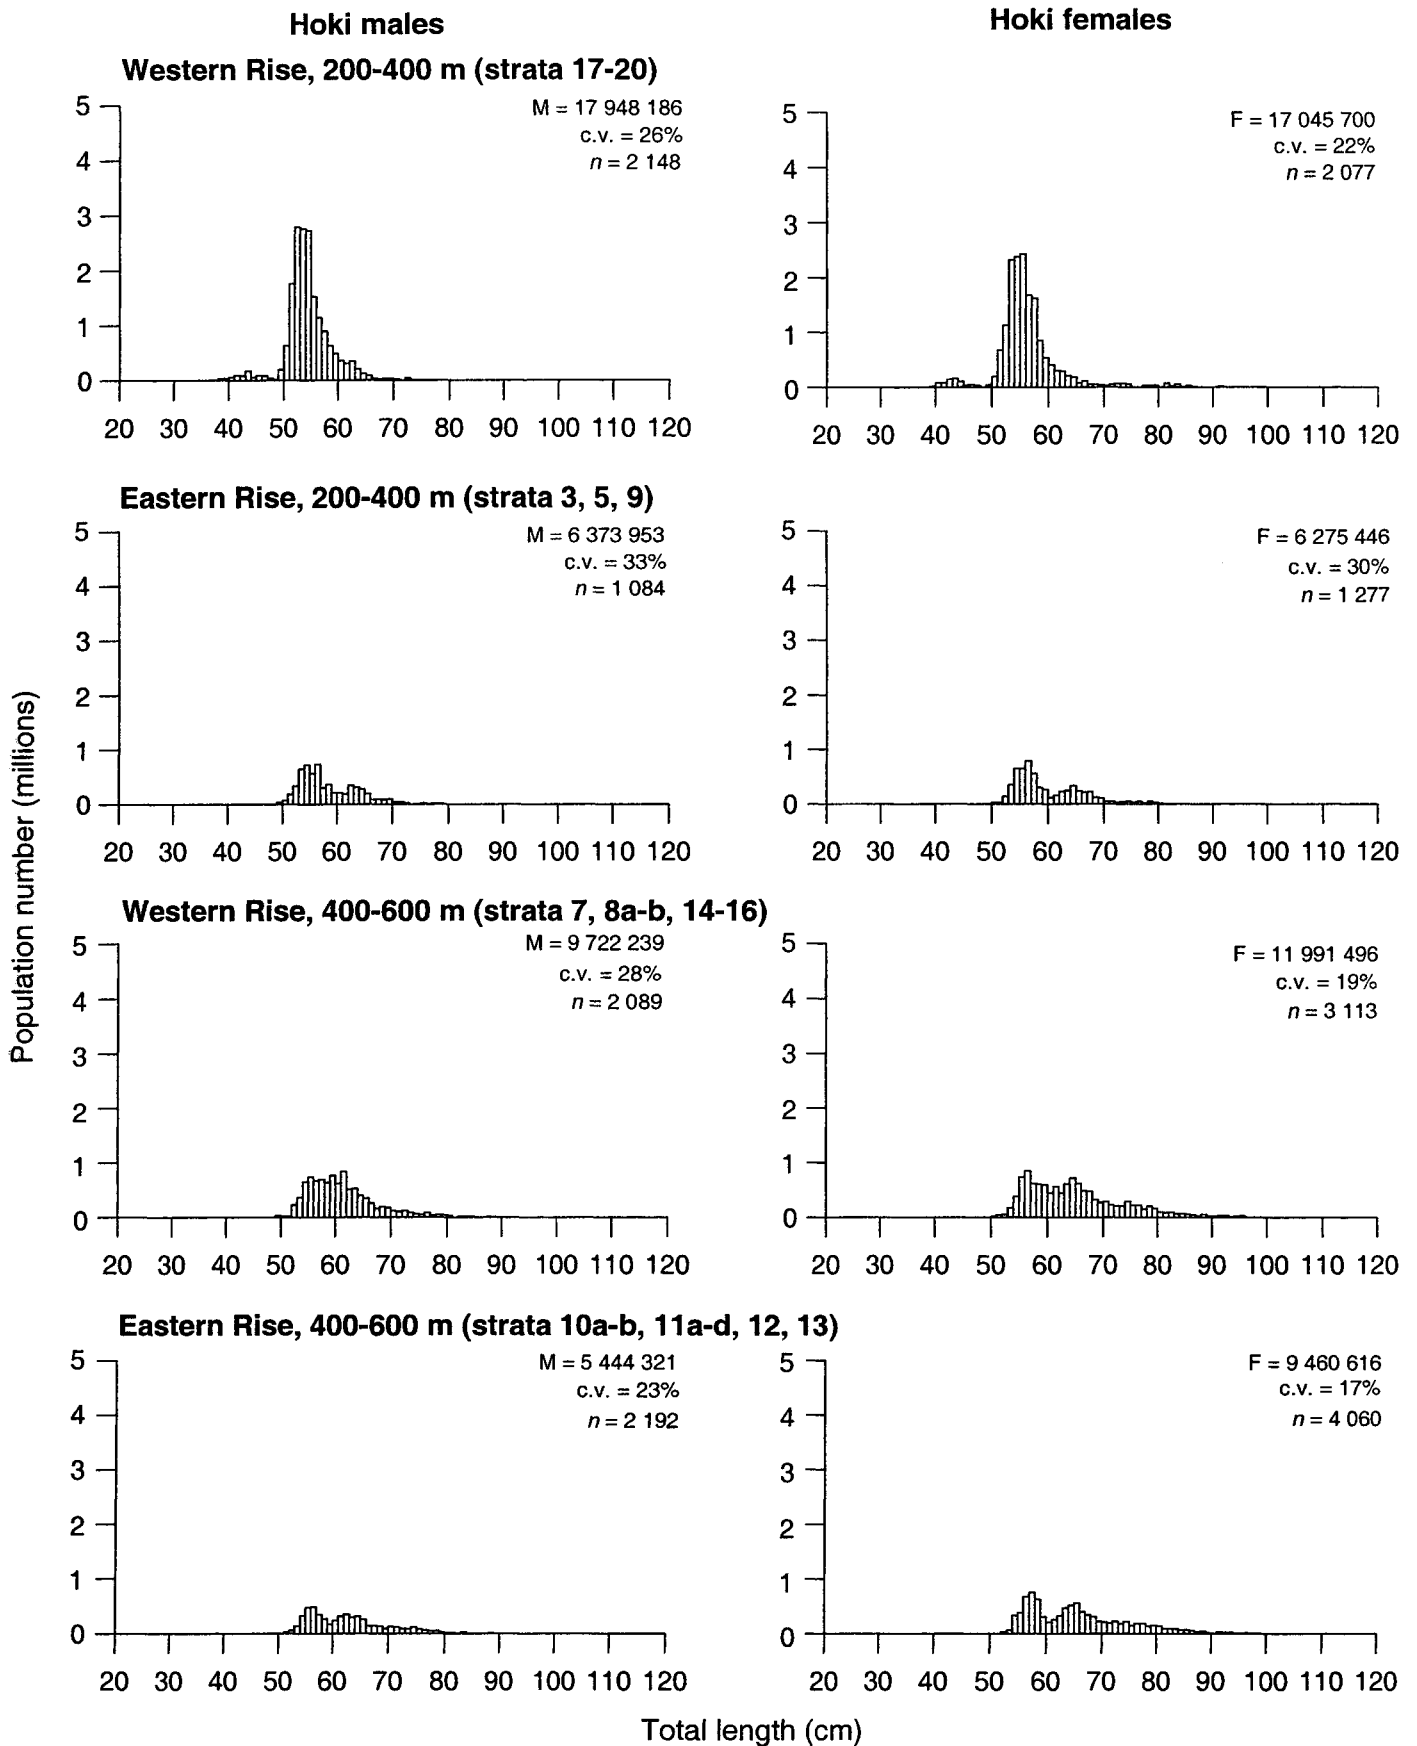 Hoki males
Hoki females
Western Rise, 200-400 m (strata 17-20)
M = 17 948 186
c.v. = 26%
n = 2 148
5
4
3
2
1
0
20 30 40 50 60 70 80 90 100 110 120
F = 17 045 700
c.v. = 22%
n = 2 077
5
4
3
2
1
0
20 30 40 50 60 70 80 90 100 110 120
Eastern Rise, 200-400 m (strata 3, 5, 9)
M = 6 373 953
c.v. = 33%
n = 1 084
5
4
3
2
1
0
20 30 40 50 60 70 80 90 100 110 120
F = 6 275 446
c.v. = 30%
n = 1 277
5
4
3
2
1
0
20 30 40 50 60 70 80 90 100 110 120
Population number (millions)
Western Rise, 400-600 m (strata 7, 8a-b, 14-16)
M = 9 722 239
c.v. = 28%
n = 2 089
5
4
3
2
1
0
20 30 40 50 60 70 80 90 100 110 120
F = 11 991 496
c.v. = 19%
n = 3 113
5
4
3
2
1
0
20 30 40 50 60 70 80 90 100 110 120
Eastern Rise, 400-600 m (strata 10a-b, 11a-d, 12, 13)
M = 5 444 321
c.v. = 23%
n = 2 192
5
4
3
2
1
0
20 30 40 50 60 70 80 90 100 110 120
F = 9 460 616
c.v. = 17%
n = 4 060
5
4
3
2
1
0
20 30 40 50 60 70 80 90 100 110 120
Total length (cm)